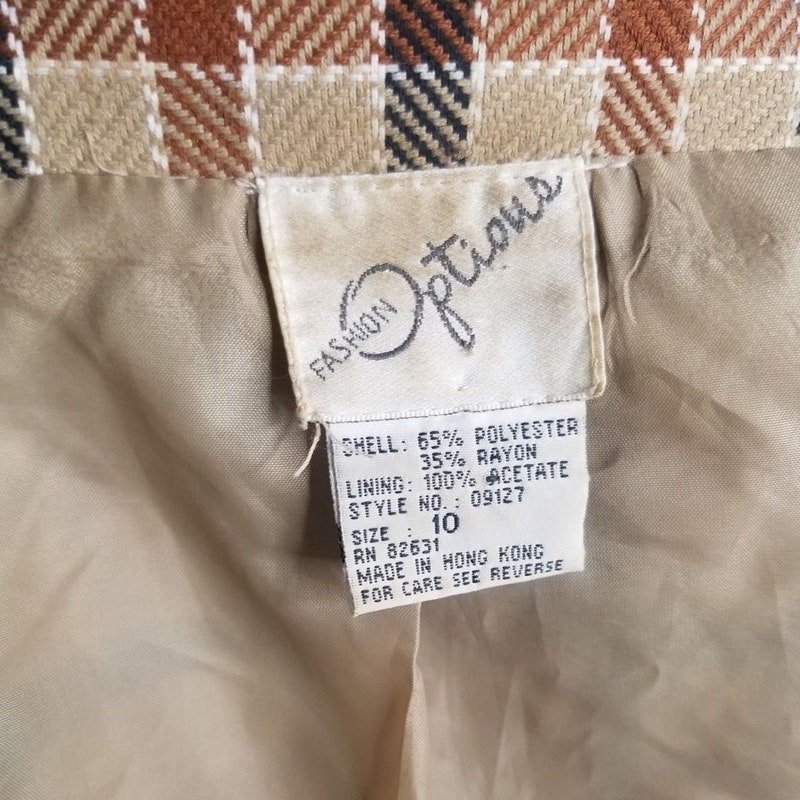 FASHION Options
SHELL: 65% POLYESTER
35% RAYON
LINING: 100% ACETATE
STYLE NO.: 09127
SIZE : 10
RN 82631
MADE IN HONG KONG
FOR CARE SEE REVERSE